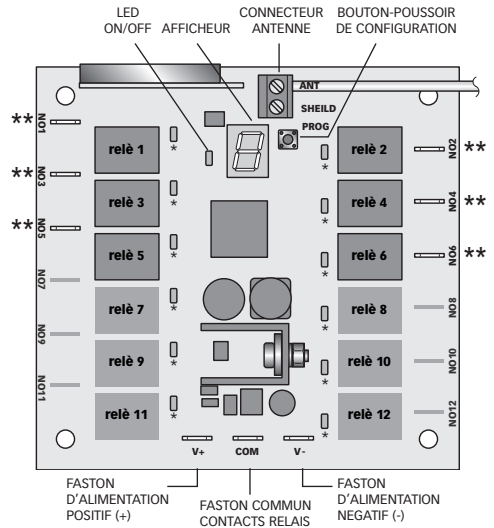 LED
ON/OFF
AFFICHEUR
CONNECTEUR
ANTENNE
BOUTON-POUSSOIR
DE CONFIGURATION
ANT
SHEILD
PROG
**
NO1
relè 1
*
relè 2
*
NO2
**
**
NO3
relè 3
*
relè 4
*
NO4
**
**
NO5
relè 5
*
relè 6
*
NO6
**
NO7
relè 7
*
relè 8
*
NO8
NO9
relè 9
*
relè 10
*
NO10
NO11
relè 11
*
relè 12
*
NO12
V+
COM
V-
FASTON
D'ALIMENTATION
POSITIF (+)
FASTON COMMUN
CONTACTS RELAIS
FASTON
D'ALIMENTATION
NEGATIF (-)